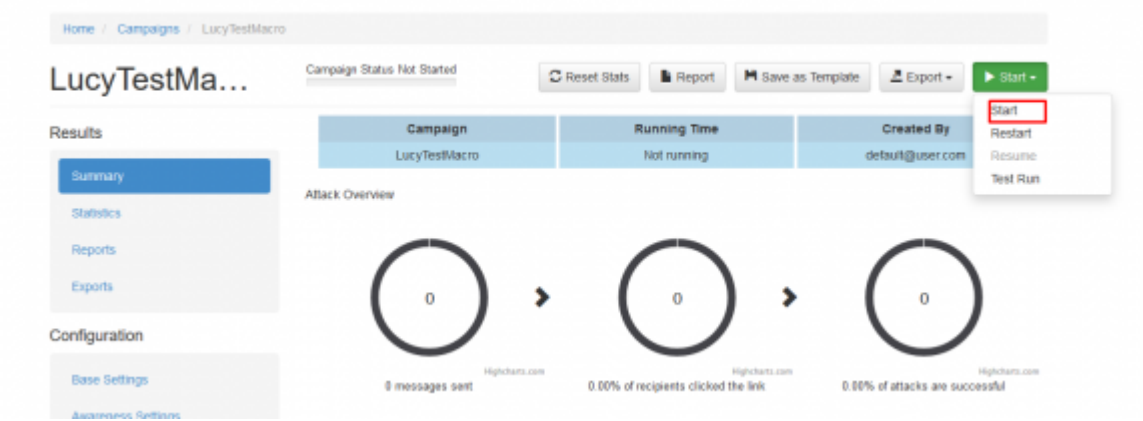 Home / Campaigns / LucyTestMacro
LucyTestMa...
Campaign Status Not Started
Reset Stats
Report
Save as Template
Export
Start
Start
Restart
Resume
Test Run
Results
Summary
Statistics
Reports
Exports
Configuration
Base Settings
Awareness Settings
Campaign Running Time Created By
LucyTestMacro Not running default@user.com
Attack Overview
0 0 0
Highcharts.com Highcharts.com Highcharts.com
0 messages sent 0.00% of recipients clicked the link 0.00% of attacks are successful